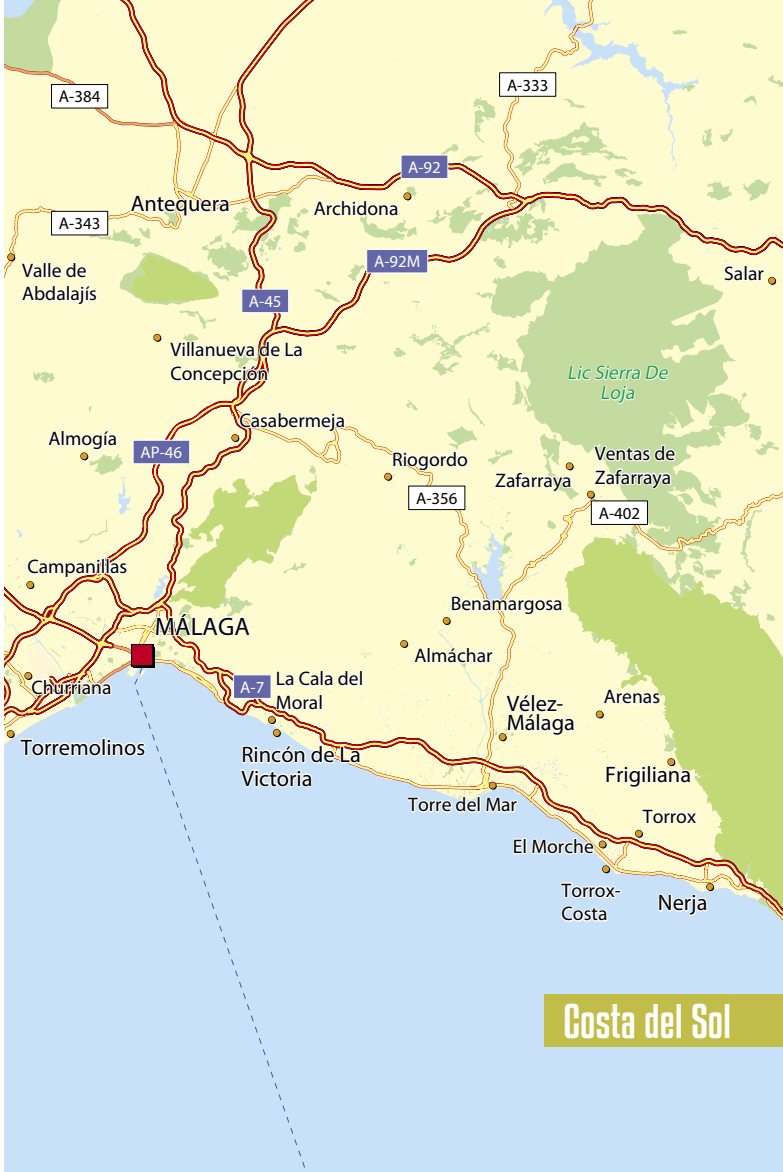 A-384
A-333
A-92
Antequera
Archidona
A-343
A-92M
Valle de
Abdalajís
Salar
A-45
Villanueva de La
Concepción
Lic Sierra De
Loja
Casabermeja
Almogía
AP-46
Riogordo
Ventas de
Zafarraya
Zafarraya
A-356
A-402
Campanillas
Benamargosa
MÁLAGA
Almáchar
Churriana
A-7
La Cala del
Moral
Arenas
Vélez-
Málaga
Torremolinos
Rincón de La
Victoria
Frigiliana
Torre del Mar
Torrox
El Morche
Torrox-
Costa
Nerja
Costa del Sol